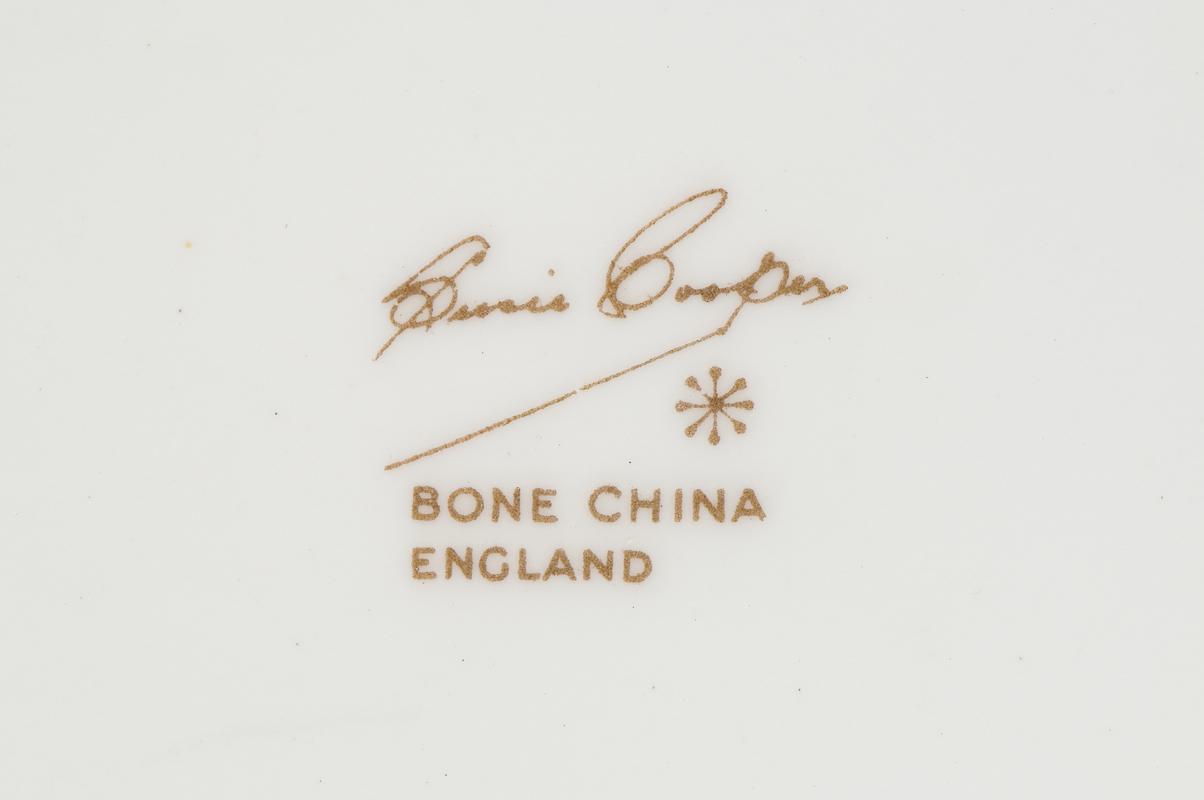 Susie Cooper
BONE CHINA
ENGLAND